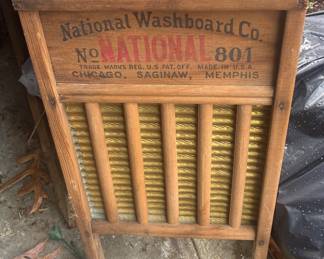 National Washboard Co.
No NATIONAL 801
TRADE MARKS REG. U.S. PAT. OFF. MADE IN U.S.A.
CHICAGO, SAGINAW, MEMPHIS